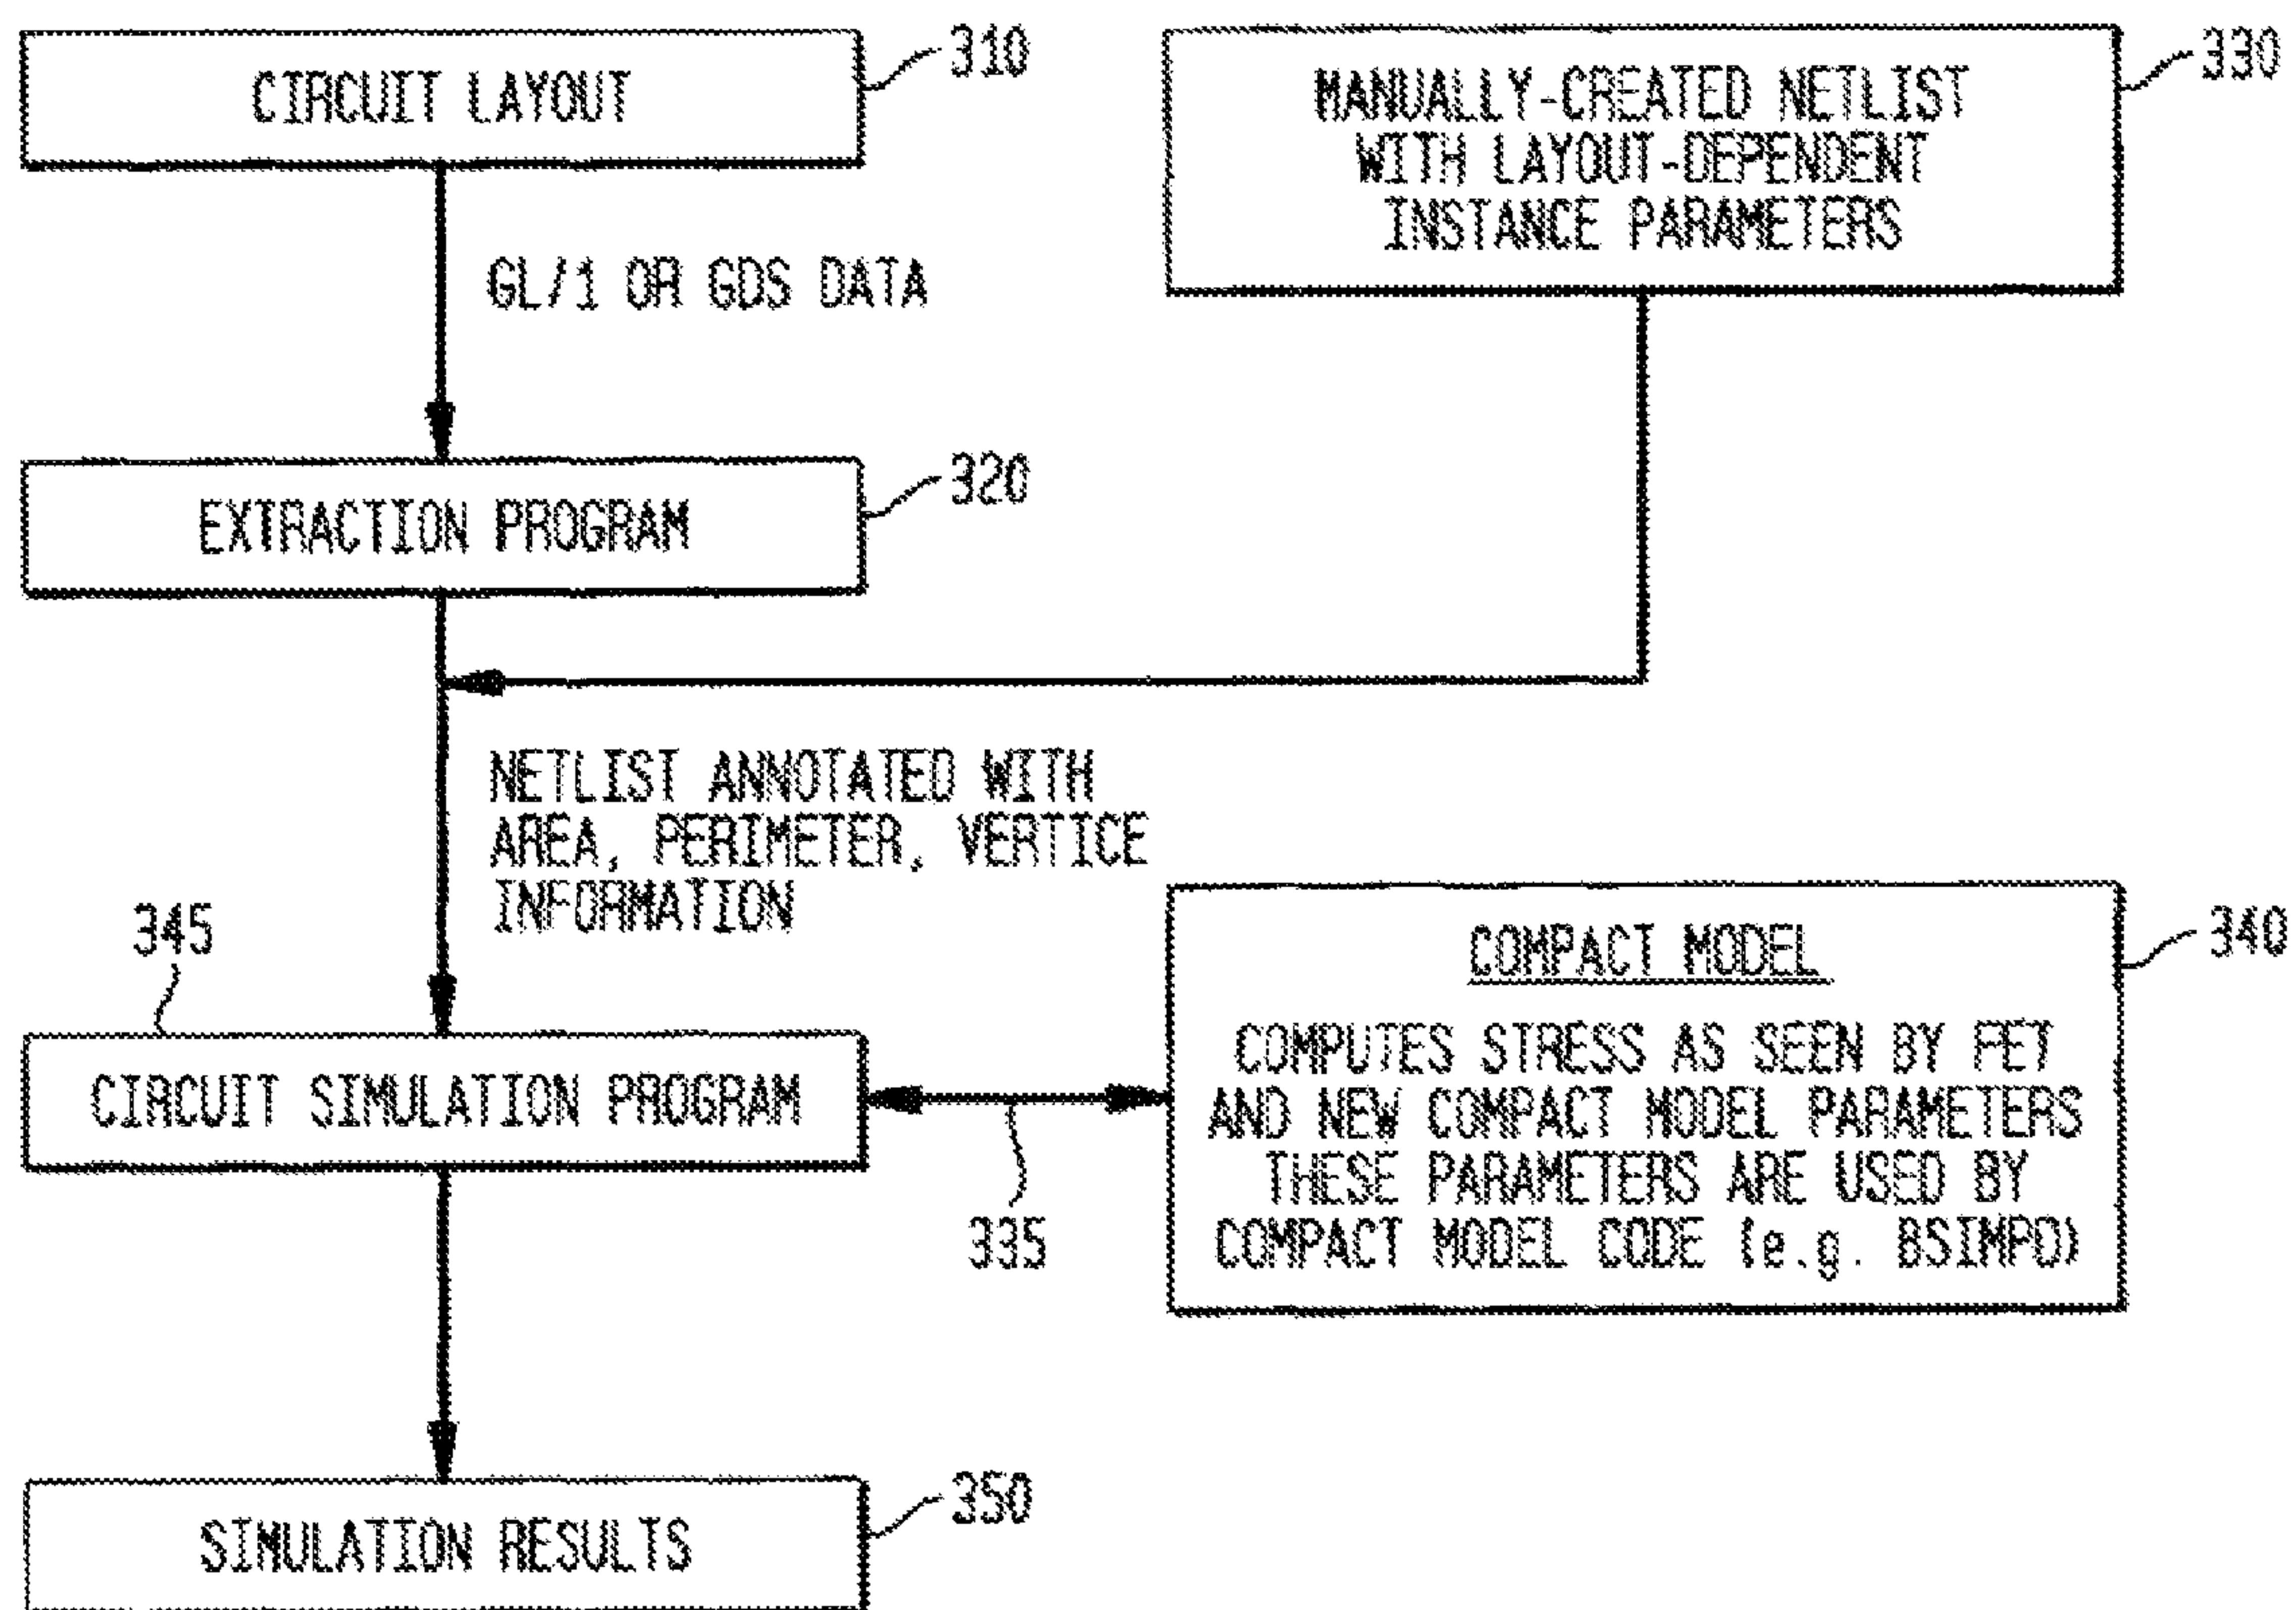 CIRCUIT LAYOUT
310
MANUALLY-CREATED NETLIST
WITH LAYOUT-DEPENDENT
INSTANCE PARAMETERS
330
GL/1 OR GDS DATA
EXTRACTION PROGRAM
320
NETLIST ANNOTATED WITH
AREA, PERIMETER, VERTICE
INFORMATION
345
CIRCUIT SIMULATION PROGRAM
335
COMPACT MODEL
COMPUTES STRESS AS SEEN BY FET
AND NEW COMPACT MODEL PARAMETERS
THESE PARAMETERS ARE USED BY
COMPACT MODEL CODE (e.g. BSIMPD)
340
SIMULATION RESULTS
350